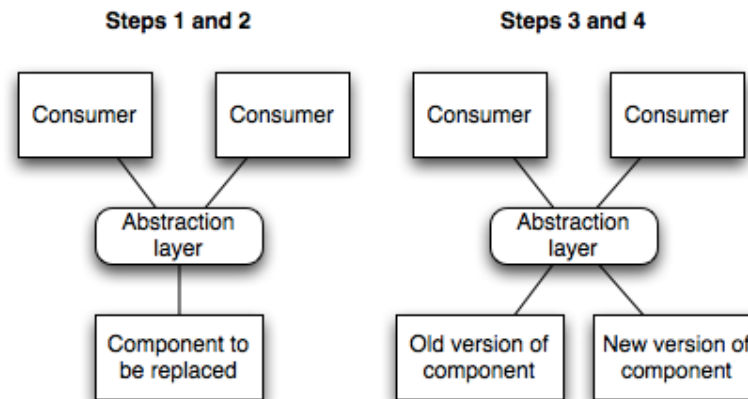 Steps 1 and 2
Steps 3 and 4
Consumer
Consumer
Consumer
Consumer
Abstraction
layer
Abstraction
layer
Component to
be replaced
Old version of
component
New version of
component